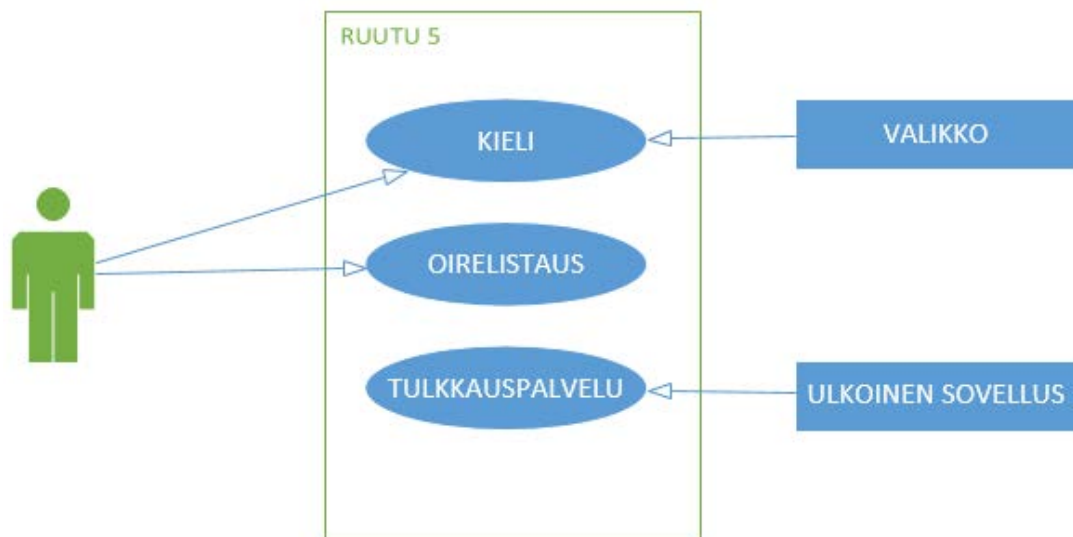 RUUTU 5
KIELI
VALIKKO
OIRELISTAUS
TULKKAUSPALVELU
ULKOINEN SOVELLUS